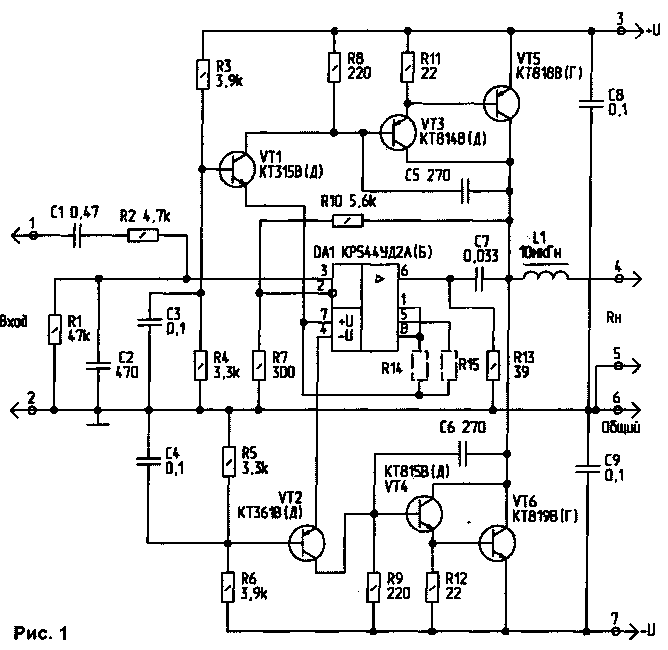 3
+U
R3
3,9k
R8
220
R11
22
VT5
КТ818В(Г)
C8
0,1
VT1
КТ315В(Д)
VT3
КТ814В(Д)
C5 270
R10 5,6k
1
C1 0,47
R2 4,7k
DA1 КР544УД2А(Б)
C7
0,033
L1
10мкГн
3
2
7
4
+U
-U
6
1
5
8
4
Вход
R1
47k
C2
470
C3
0,1
R4
3,3k
R7
300
R14
R15
R13
39
Rн
5
2
6
Общий
C4
0,1
R5
3,3k
C6 270
C9
0,1
VT2
КТ361В(Д)
КТ815В(Д)
VT4
VT6
КТ819В(Г)
R6
3,9k
R9
220
R12
22
7
-U
Рис. 1